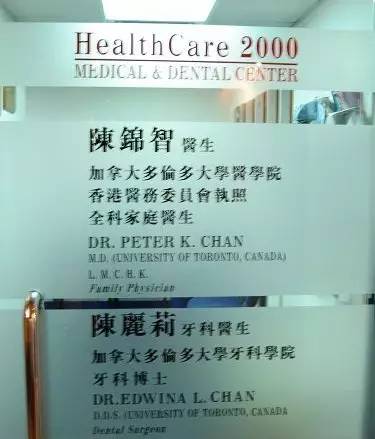 HealthCare 2000
MEDICAL & DENTAL CENTER
陳錦智 醫生
加拿大多倫多大學醫學院
香港醫務委員會執照
全科家庭醫生
DR. PETER K. CHAN
M.D. (UNIVERSITY OF TORONTO, CANADA)
L. M. C. H. K.
Family Physician
陳麗莉 牙科醫生
加拿大多倫多大學牙科學院
牙科博士
DR.EDWINA L. CHAN
D.D.S. (UNIVERSITY OF TORONTO, CANADA
Dental Surgeon